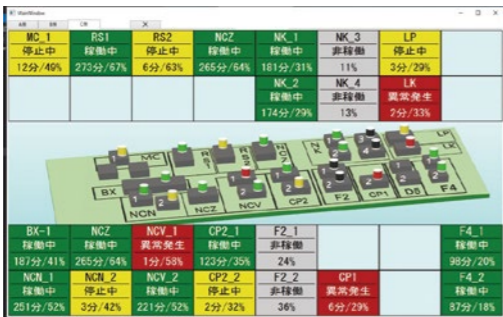 MainWindow
MC_1 RS1 RS2 NCZ NK_1 NK_3 LP
停止中 稼働中 停止中 稼働中 稼働中 非稼働 停止中
12分/49% 273分/67% 6分/63% 265分/64% 181分/31% 11% 3分/29%
NK_2 NK_4 LK
稼働中 非稼働 異常発生
174分/29% 13% 2分/33%
MC RS1 RS2 NCZ NK LP LK
BX NCN NCZ NCV CP2 F2 CP1 DS F4
BX-1 NCZ NCV_1 CP2_1 F2_1 F4_1
稼働中 稼働中 異常発生 稼働中 非稼働 稼働中
187分/41% 265分/64% 1分/58% 123分/35% 24% 98分/20%
NCN_1 NCN_2 NCV_2 CP2_2 F2_2 CP1 F4_2
稼働中 停止中 稼働中 停止中 非稼働 異常発生 稼働中
251分/52% 3分/42% 221分/52% 2分/32% 36% 6分/29% 87分/18%